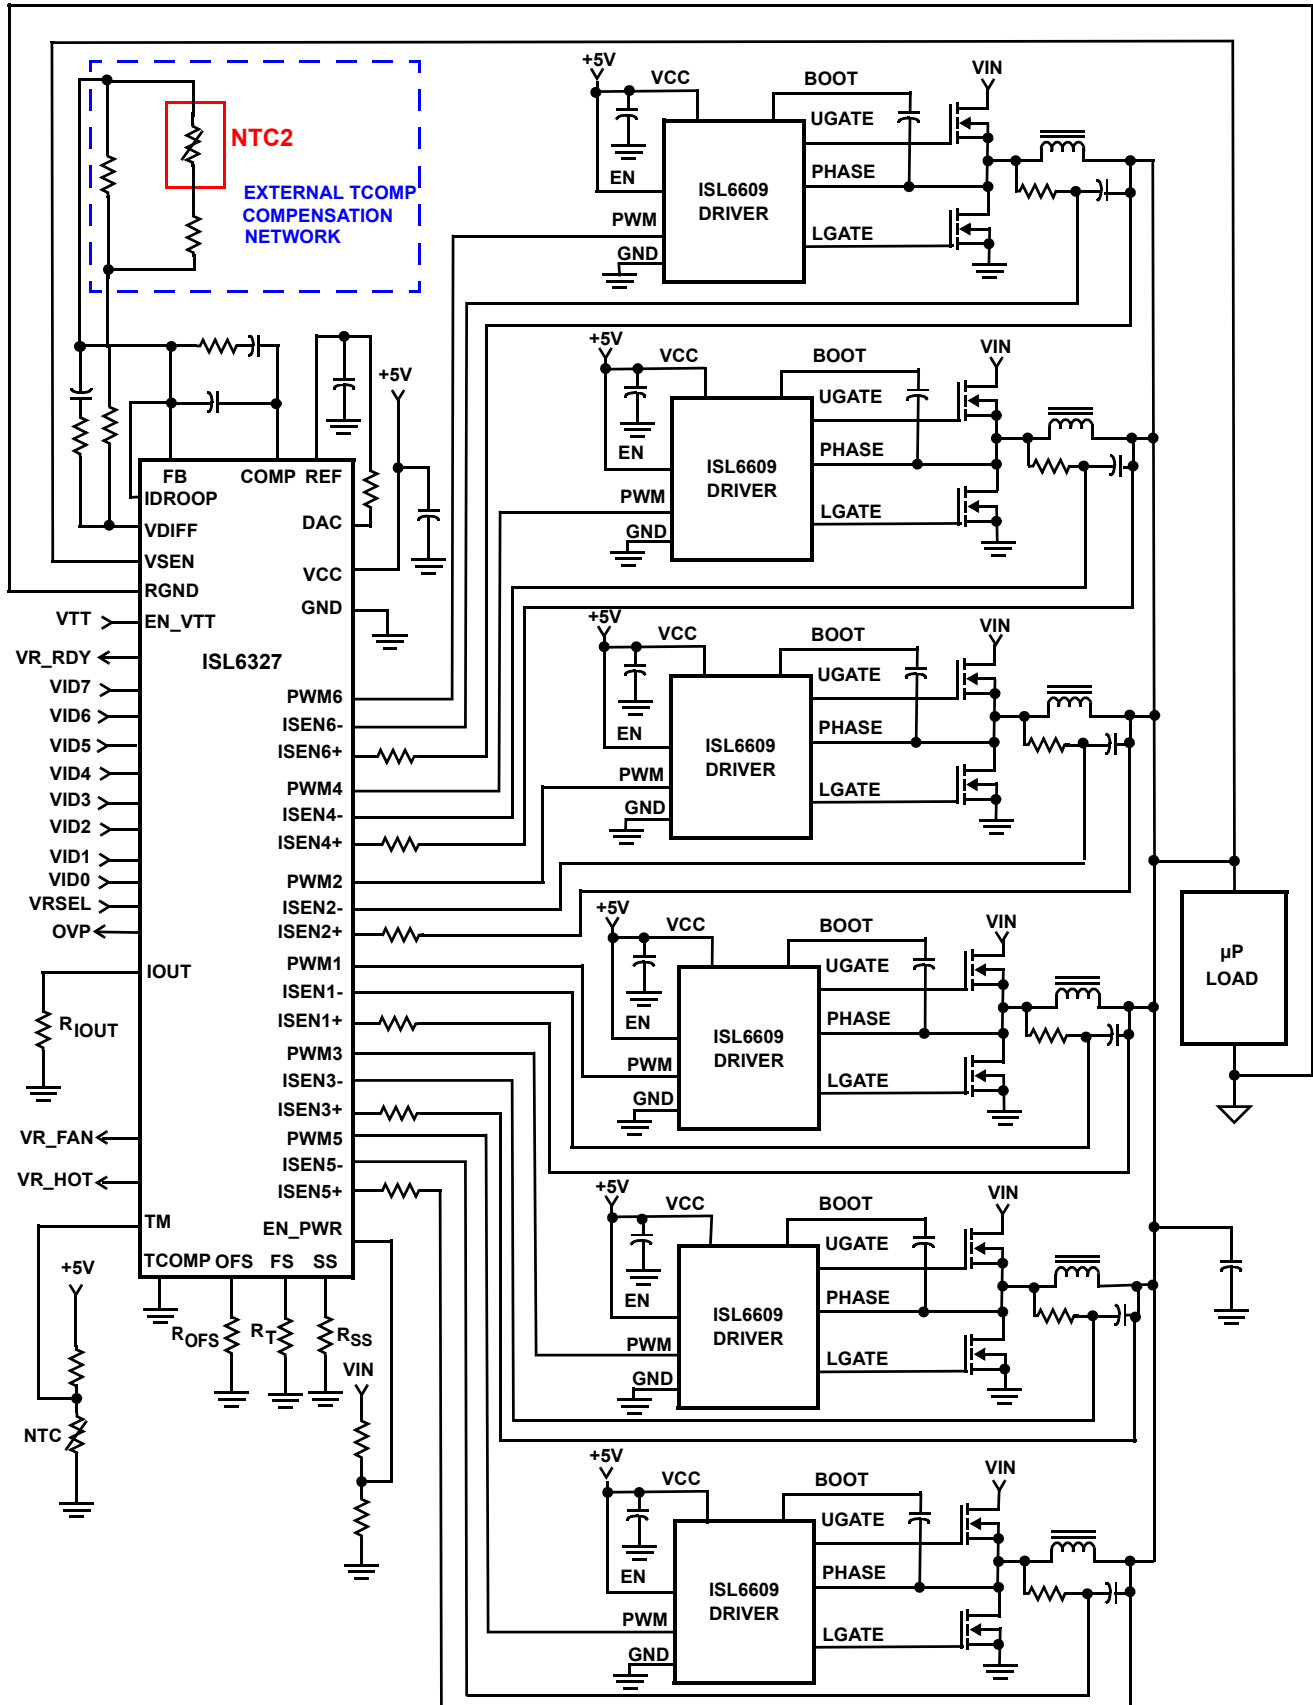 NTC2
EXTERNAL TCOMP
COMPENSATION
NETWORK
+5V
VCC
BOOT
VIN
UGATE
EN
PHASE
ISL6609
DRIVER
PWM
LGATE
GND
+5V
VCC
BOOT
VIN
UGATE
EN
PHASE
ISL6609
DRIVER
PWM
LGATE
GND
+5V
VCC
BOOT
VIN
UGATE
EN
PHASE
ISL6609
DRIVER
PWM
LGATE
GND
+5V
VCC
BOOT
VIN
UGATE
EN
PHASE
ISL6609
DRIVER
PWM
LGATE
GND
+5V
VCC
BOOT
VIN
UGATE
EN
PHASE
ISL6609
DRIVER
PWM
LGATE
GND
+5V
VCC
BOOT
VIN
UGATE
EN
PHASE
ISL6609
DRIVER
PWM
LGATE
GND
µP
LOAD
+5V
FB
COMP
REF
IDROOP
DAC
VDIFF
VSEN
VCC
RGND
GND
VTT
EN_VTT
VR_RDY
ISL6327
VID7
VID6
VID5
VID4
VID3
VID2
VID1
VID0
VRSEL
OVP
PWM6
ISEN6-
ISEN6+
PWM4
ISEN4-
ISEN4+
PWM2
ISEN2-
ISEN2+
PWM1
ISEN1-
ISEN1+
PWM3
ISEN3-
ISEN3+
PWM5
ISEN5-
ISEN5+
EN_PWR
IOUT
RIOUT
VR_FAN
VR_HOT
TM
TCOMP
OFS
FS
SS
+5V
ROFS
RT
RSS
VIN
NTC